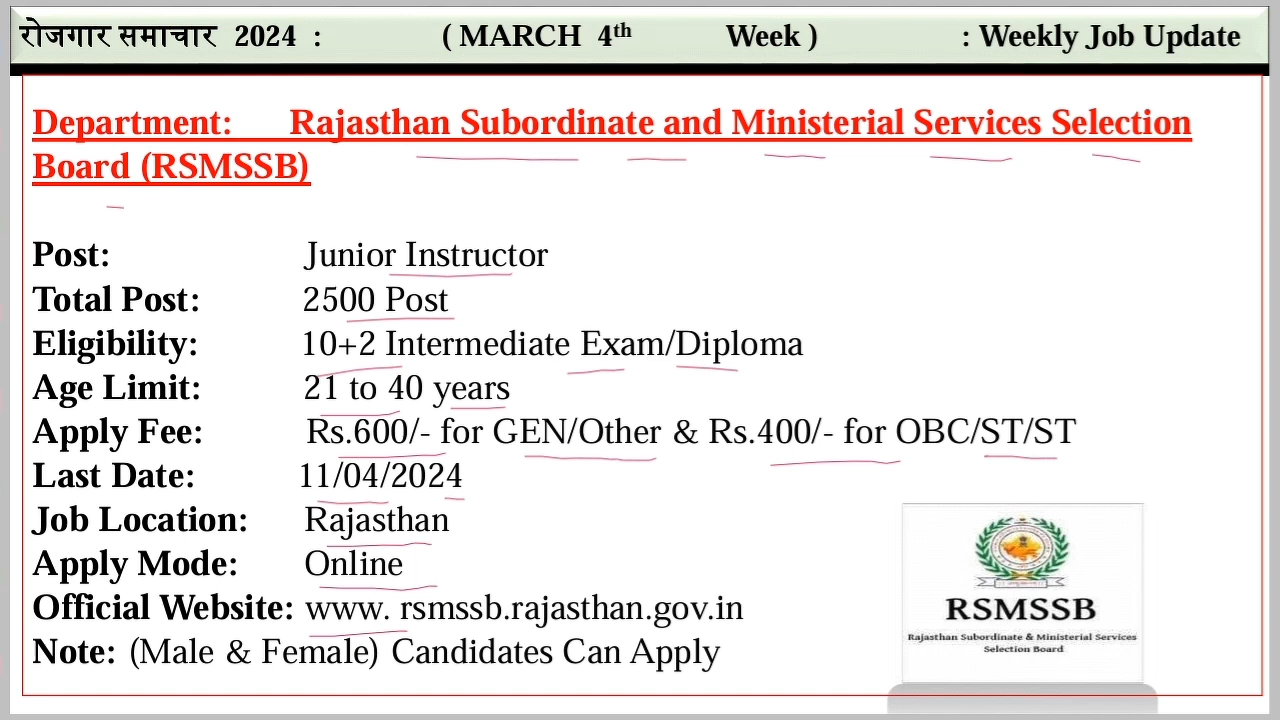 रोजगार समाचार 2024 : ( MARCH 4th Week ) : Weekly Job Update
Department: Rajasthan Subordinate and Ministerial Services Selection
Board (RSMSSB)
Post: Junior Instructor
Total Post: 2500 Post
Eligibility: 10+2 Intermediate Exam/Diploma
Age Limit: 21 to 40 years
Apply Fee: Rs.600/- for GEN/Other & Rs.400/- for OBC/ST/ST
Last Date: 11/04/2024
Job Location: Rajasthan
Apply Mode: Online
Official Website: www. rsmssb.rajasthan.gov.in
Note: (Male & Female) Candidates Can Apply
RSMSSB
Rajasthan Subordinate & Ministerial Services
Selection Board